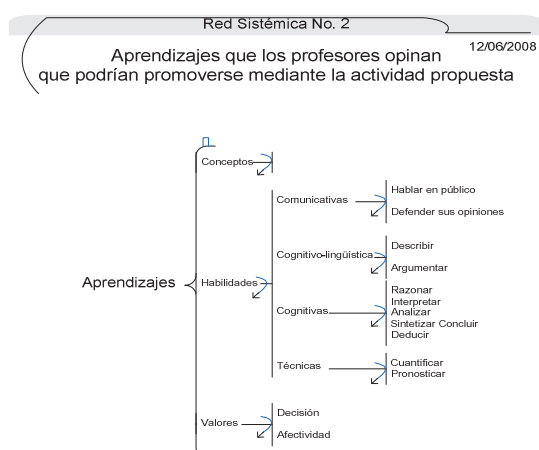 Red Sistémica No. 2
12/06/2008
Aprendizajes que los profesores opinan
que podrían promoverse mediante la actividad propuesta
Aprendizajes
Conceptos
Habilidades
Comunicativas
Hablar en público
Defender sus opiniones
Cognitivo-lingüística
Describir
Argumentar
Cognitivas
Razonar
Interpretar
Analizar
Sintetizar Concluir
Deducir
Técnicas
Cuantificar
Pronosticar
Valores
Decisión
Afectividad